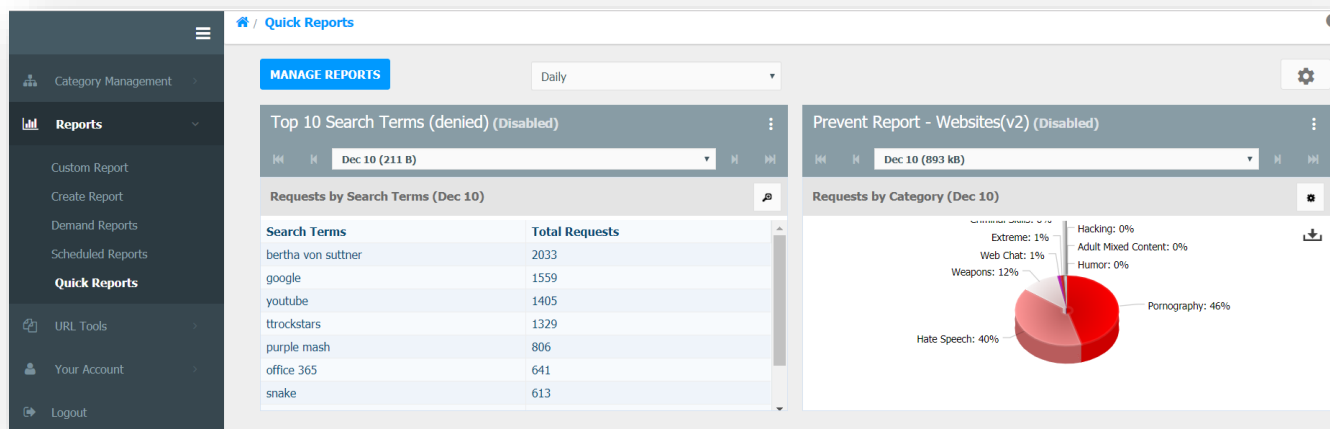 / Quick Reports
Category Management
Reports
Custom Report
Create Report
Demand Reports
Scheduled Reports
Quick Reports
URL Tools
Your Account
Logout
MANAGE REPORTS
Daily
Top 10 Search Terms (denied) (Disabled)
Dec 10 (211 B)
Requests by Search Terms (Dec 10)
Search Terms Total Requests
bertha von suttner 2033
google 1559
youtube 1405
ttrockstars 1329
purple mash 806
office 365 641
snake 613
Prevent Report - Websites(v2) (Disabled)
Dec 10 (893 kB)
Requests by Category (Dec 10)
Hacking: 0%
Extreme: 1%
Adult Mixed Content: 0%
Web Chat: 1%
Humor: 0%
Weapons: 12%
Pornography: 46%
Hate Speech: 40%